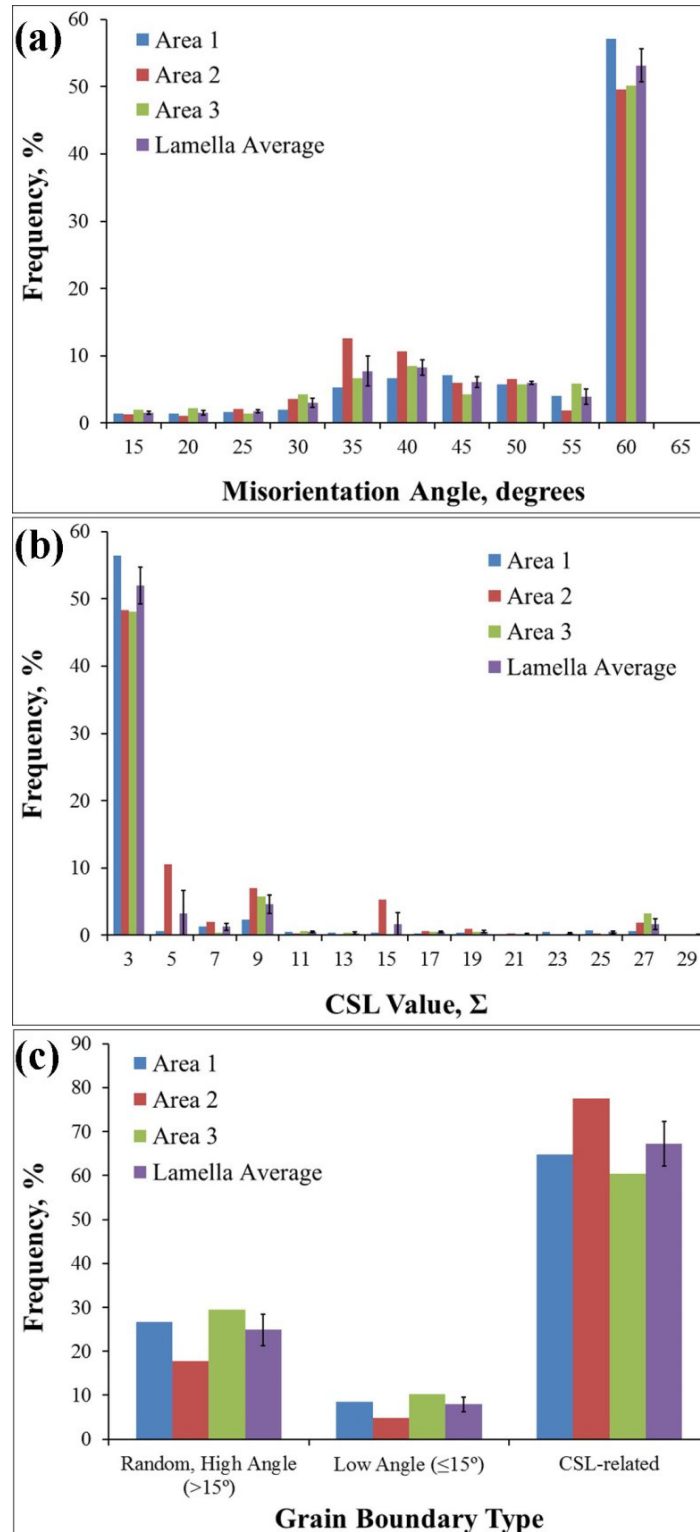 (a)
Area 1
Area 2
Area 3
Lamella Average
Frequency, %
60
50
40
30
20
10
0
15 20 25 30 35 40 45 50 55 60 65
Misorientation Angle, degrees
(b)
Area 1
Area 2
Area 3
Lamella Average
Frequency, %
60
50
40
30
20
10
0
3 5 7 9 11 13 15 17 19 21 23 25 27 29
CSL Value, Σ
(c)
Area 1
Area 2
Area 3
Lamella Average
Frequency, %
90
80
70
60
50
40
30
20
10
0
Random, High Angle Low Angle (≤15º) CSL-related
(>15º)
Grain Boundary Type